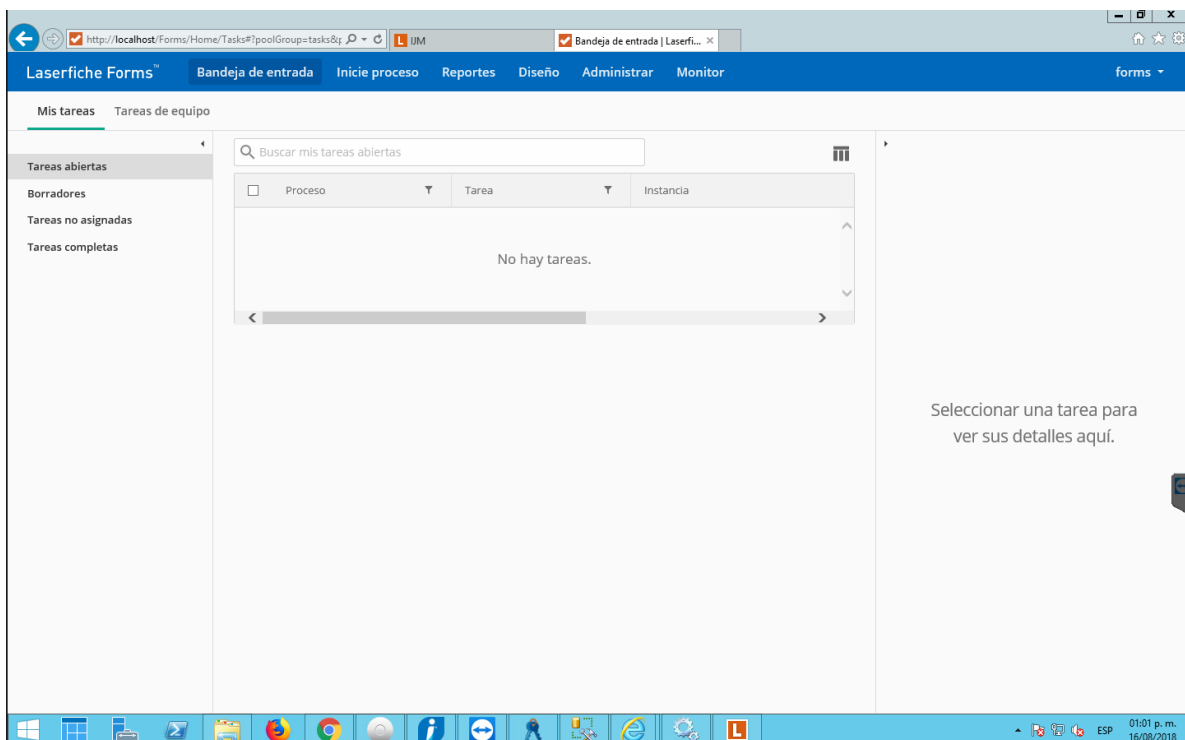 http://localhost/Forms/Home/Tasks#?poolGroup=tasks&
IJM
Bandeja de entrada | Laserfi...
Laserfiche Forms™
Bandeja de entrada
Inicie proceso
Reportes
Diseño
Administrar
Monitor
forms
Mis tareas
Tareas de equipo
Tareas abiertas
Borradores
Tareas no asignadas
Tareas completas
Buscar mis tareas abiertas
Proceso
Tarea
Instancia
No hay tareas.
Seleccionar una tarea para
ver sus detalles aquí.
L
ESP
01:01 p. m.
16/08/2018